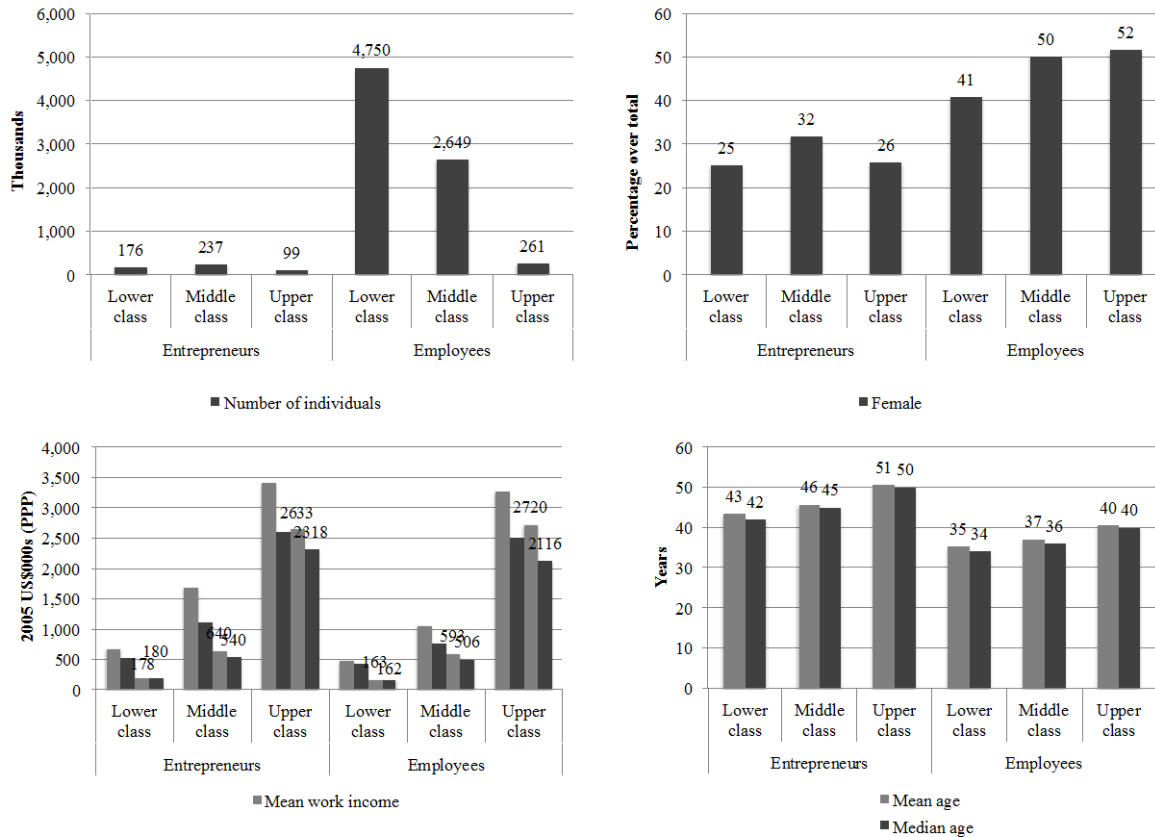 6,000
5,000
4,000
3,000
2,000
1,000
0
Thousands
176
237
99
4,750
2,649
261
Lower class
Middle class
Upper class
Lower class
Middle class
Upper class
Entrepreneurs
Employees
Number of individuals
60
50
40
30
20
10
0
Percentage over total
25
32
26
41
50
52
Lower class
Middle class
Upper class
Lower class
Middle class
Upper class
Entrepreneurs
Employees
Female
4,000
3,500
3,000
2,500
2,000
1,500
1,000
500
0
2005 US$000s (PPP)
178
180
640
540
2633
2318
163
162
593
506
2720
2116
Lower class
Middle class
Upper class
Lower class
Middle class
Upper class
Entrepreneurs
Employees
Mean work income
60
50
40
30
20
10
0
Years
43
42
46
45
51
50
35
34
37
36
40
40
Lower class
Middle class
Upper class
Lower class
Middle class
Upper class
Entrepreneurs
Employees
Mean age
Median age